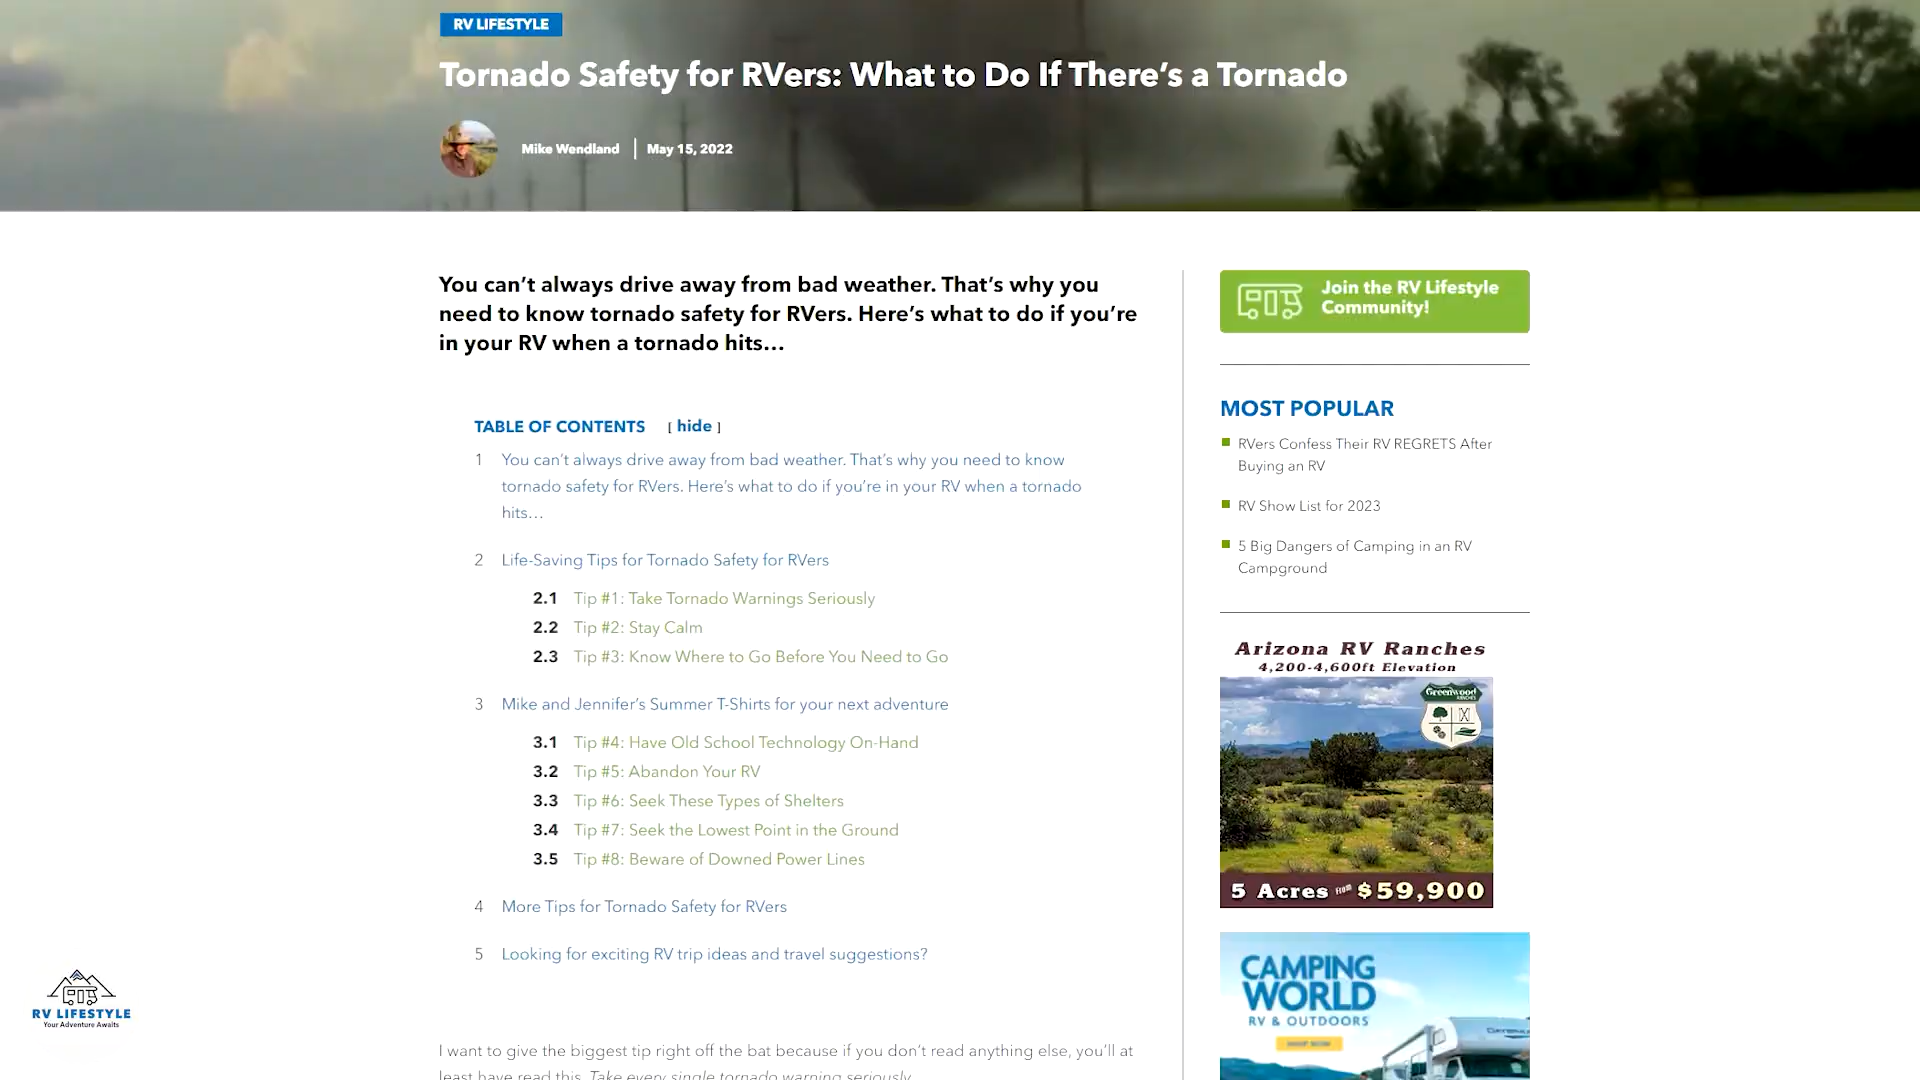 RV LIFESTYLE
Tornado Safety for RVers: What to Do If There's a Tornado
Mike Wendland | May 15, 2022
You can't always drive away from bad weather. That's why you
need to know tornado safety for RVers. Here's what to do if you're
in your RV when a tornado hits…
TABLE OF CONTENTS [ hide ]
1 You can't always drive away from bad weather. That's why you need to know
tornado safety for RVers. Here's what to do if you're in your RV when a tornado
hits…
2 Life-Saving Tips for Tornado Safety for RVers
2.1 Tip #1: Take Tornado Warnings Seriously
2.2 Tip #2: Stay Calm
2.3 Tip #3: Know Where to Go Before You Need to Go
3 Mike and Jennifer's Summer T-Shirts for your next adventure
3.1 Tip #4: Have Old School Technology On-Hand
3.2 Tip #5: Abandon Your RV
3.3 Tip #6: Seek These Types of Shelters
3.4 Tip #7: Seek the Lowest Point in the Ground
3.5 Tip #8: Beware of Downed Power Lines
4 More Tips for Tornado Safety for RVers
5 Looking for exciting RV trip ideas and travel suggestions?
I want to give the biggest tip right off the bat because if you don't read anything else, you'll at
least have read this. Take every single tornado warning seriously.
Join the RV Lifestyle
Community!
MOST POPULAR
RVers Confess Their RV REGRETS After
Buying an RV
RV Show List for 2023
5 Big Dangers of Camping in an RV
Campground
Arizona RV Ranches
4,200-4,600ft Elevation
Greenwood
RANCHES
5 Acres From $59,900
CAMPING
WORLD
RV & OUTDOORS
SHOP NOW
RV LIFESTYLE
Your Adventure Awaits